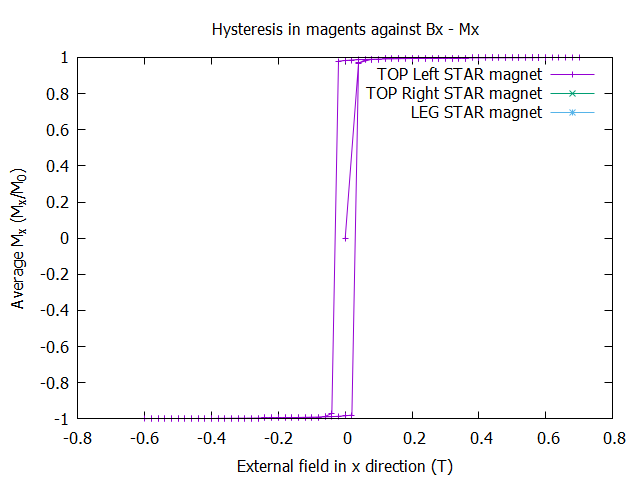 Hysteresis in magents against Bx - Mx
TOP Left STAR magnet
TOP Right STAR magnet
LEG STAR magnet
1
0.8
0.6
0.4
0.2
0
-0.2
-0.4
-0.6
-0.8
-1
Average Mx (Mx/M0)
-0.8 -0.6 -0.4 -0.2 0 0.2 0.4 0.6 0.8
External field in x direction (T)